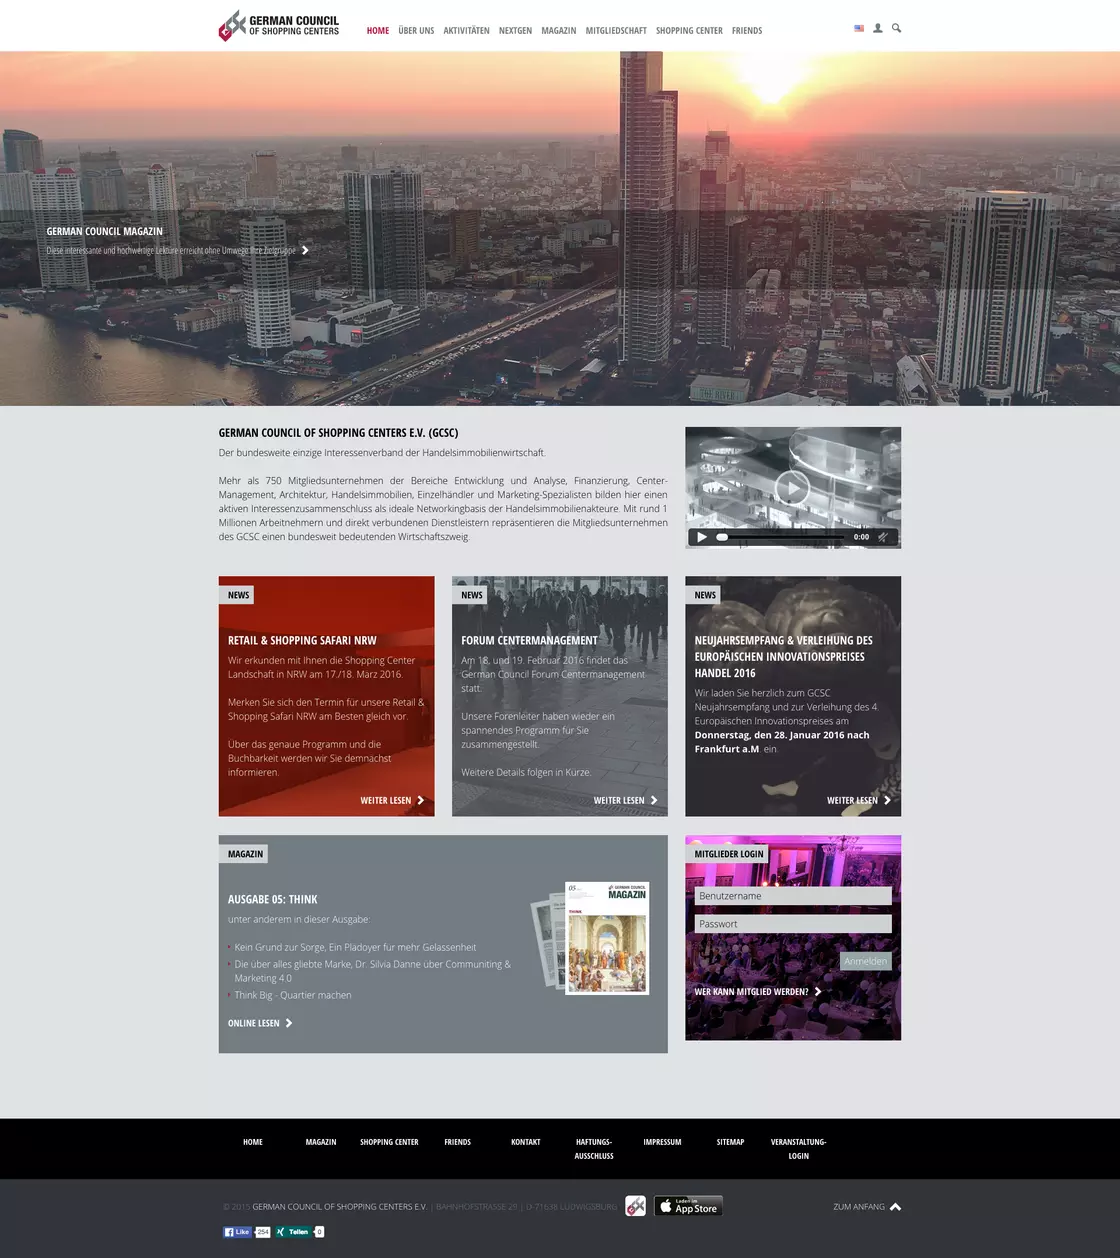 GERMAN COUNCIL
OF SHOPPING CENTERS
HOME ÜBER UNS AKTIVITÄTEN NEXTGEN MAGAZIN MITGLIEDSCHAFT SHOPPING CENTER FRIENDS
GERMAN COUNCIL MAGAZIN
Diese interessante und hochwertige Lektüre erreicht ohne Umwege Ihre Zielgruppe
GERMAN COUNCIL OF SHOPPING CENTERS E.V. (GCSC)
Der bundesweite einzige Interessenverband der Handelsimmobilienwirtschaft.
Mehr als 750 Mitgliedsunternehmen der Bereiche Entwicklung und Analyse, Finanzierung, Center-
Management, Architektur, Handelsimmobilien, Einzelhändler und Marketing-Spezialisten bilden hier einen
aktiven Interessenzusammenschluss als ideale Networkingbasis der Handelsimmobilienakteure. Mit rund 1
Millionen Arbeitnehmern und direkt verbundenen Dienstleistern repräsentieren die Mitgliedsunternehmen
des GCSC einen bundesweit bedeutenden Wirtschaftszweig.
0:00
NEWS
RETAIL & SHOPPING SAFARI NRW
Wir erkunden mit Ihnen die Shopping Center
Landschaft in NRW am 17./18. März 2016.
Merken Sie sich den Termin für unsere Retail &
Shopping Safari NRW am Besten gleich vor.
Über das genaue Programm und die
Buchbarkeit werden wir Sie demnächst
informieren.
WEITER LESEN
NEWS
FORUM CENTERMANAGEMENT
Am 18. und 19. Februar 2016 findet das
German Council Forum Centermanagement
statt.
Unsere Forenleiter haben wieder ein
spannendes Programm für Sie
zusammengestellt.
Weitere Details folgen in Kürze.
WEITER LESEN
NEWS
NEUJAHRSEMPFANG & VERLEIHUNG DES
EUROPÄISCHEN INNOVATIONSPREISES
HANDEL 2016
Wir laden Sie herzlich zum GCSC
Neujahrsempfang und zur Verleihung des 4.
Europäischen Innovationspreises am
Donnerstag, den 28. Januar 2016 nach
Frankfurt a.M. ein.
WEITER LESEN
MAGAZIN
AUSGABE 05: THINK
unter anderem in dieser Ausgabe:
Kein Grund zur Sorge, Ein Plädoyer für mehr Gelassenheit
Die über alles gliebte Marke, Dr. Silvia Danne über Communiting &
Marketing 4.0
Think Big - Quartier machen
ONLINE LESEN
05
GERMAN COUNCIL
MAGAZIN
THINK
MITGLIEDER LOGIN
Benutzername
Passwort
Anmelden
WER KANN MITGLIED WERDEN?
HOME MAGAZIN SHOPPING CENTER FRIENDS KONTAKT HAFTUNGS-
AUSSCHLUSS IMPRESSUM SITEMAP VERANSTALTUNG-
LOGIN
© 2015 GERMAN COUNCIL OF SHOPPING CENTERS E.V. | BAHNHOFSTRASSE 20 | D-71638 LUDWIGSBURG
Laden im
App Store
ZUM ANFANG
Like 254 Teilen 0